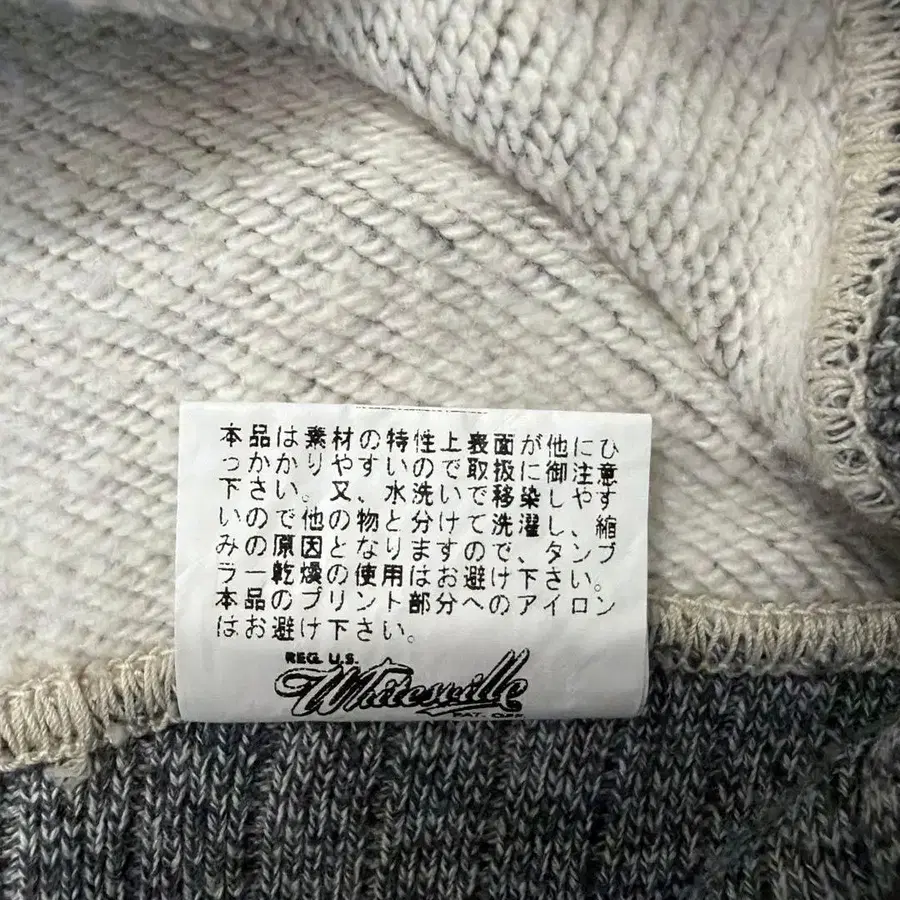 本品は素材の特性上表面が他にひ
っかかりやすいので取扱に御注意
下さい。又、水洗いで移染しやす
いので他の物と分けて洗濯し、縮
みの原因となりますので、タンブ
ラー乾燥の使用はお避け下さい。
本品のプリント部分へのアイロン
はお避け下さい。
REG. U.S.
Whitesville
PAT. OFF.